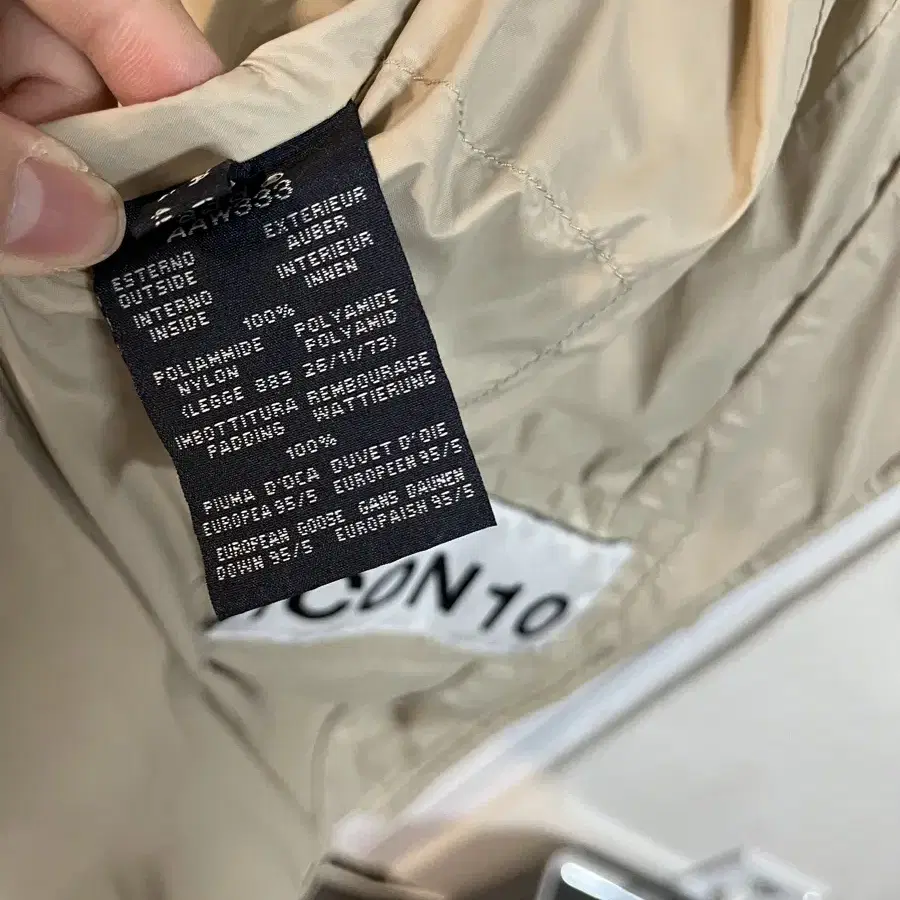 AAW333
ESTERNO EXTERIEUR
OUTSIDE AUBER
INTERNO INTERIEUR
INSIDE INNEN
100%
POLIAMMIDE POLYAMIDE
NYLON POLYAMID
(LEGGE 883 26/11/73)
IMBOTTITURA REMBOURAGE
PADDING WATTIERUNG
100%
PIUMA D'OCA DUVET D'OIE
EUROPEA 95/5 EUROPEEN 95/5
EUROPEAN GOOSE GANS DAUNEN
DOWN 95/5 EUROPAISH 95/5